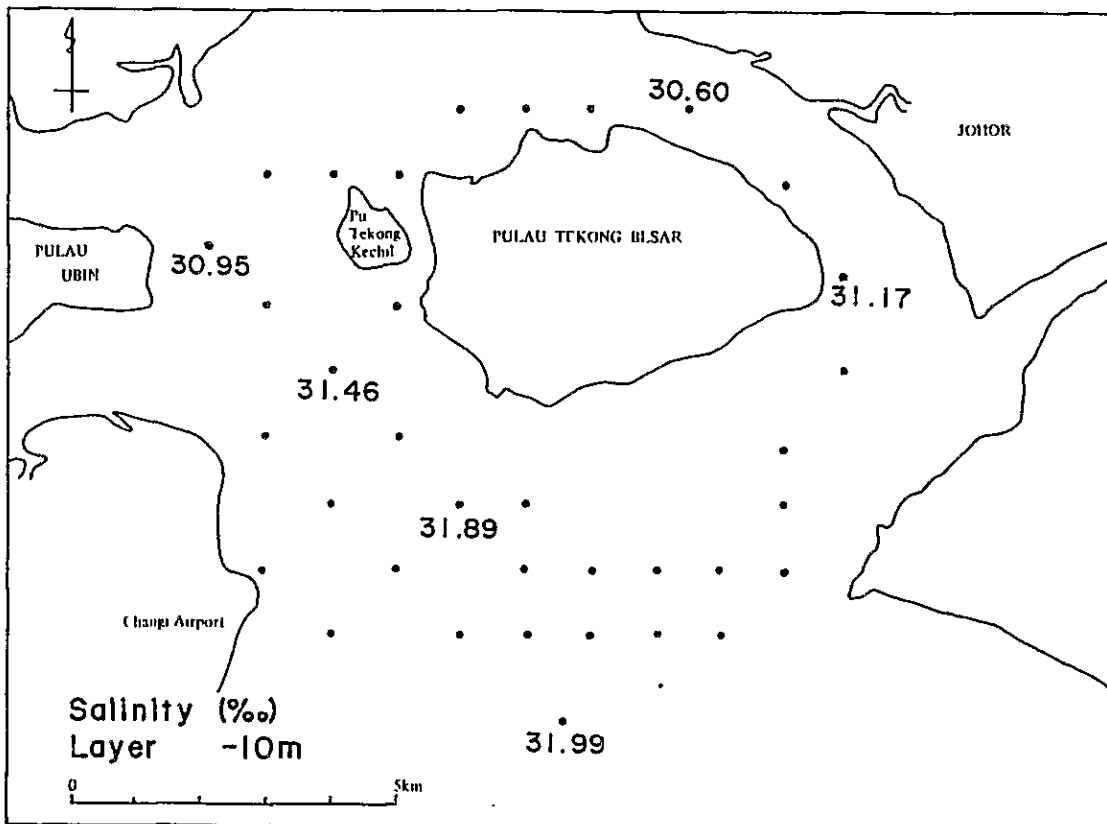 30.60
JOHOR
Pu
Tekong
Kechil
PULAU TEKONG BESAR
PULAU
UBIN
30.95
31.17
31.46
31.89
Changi Airport
Salinity (‰)
Layer -10m
31.99
0 5km